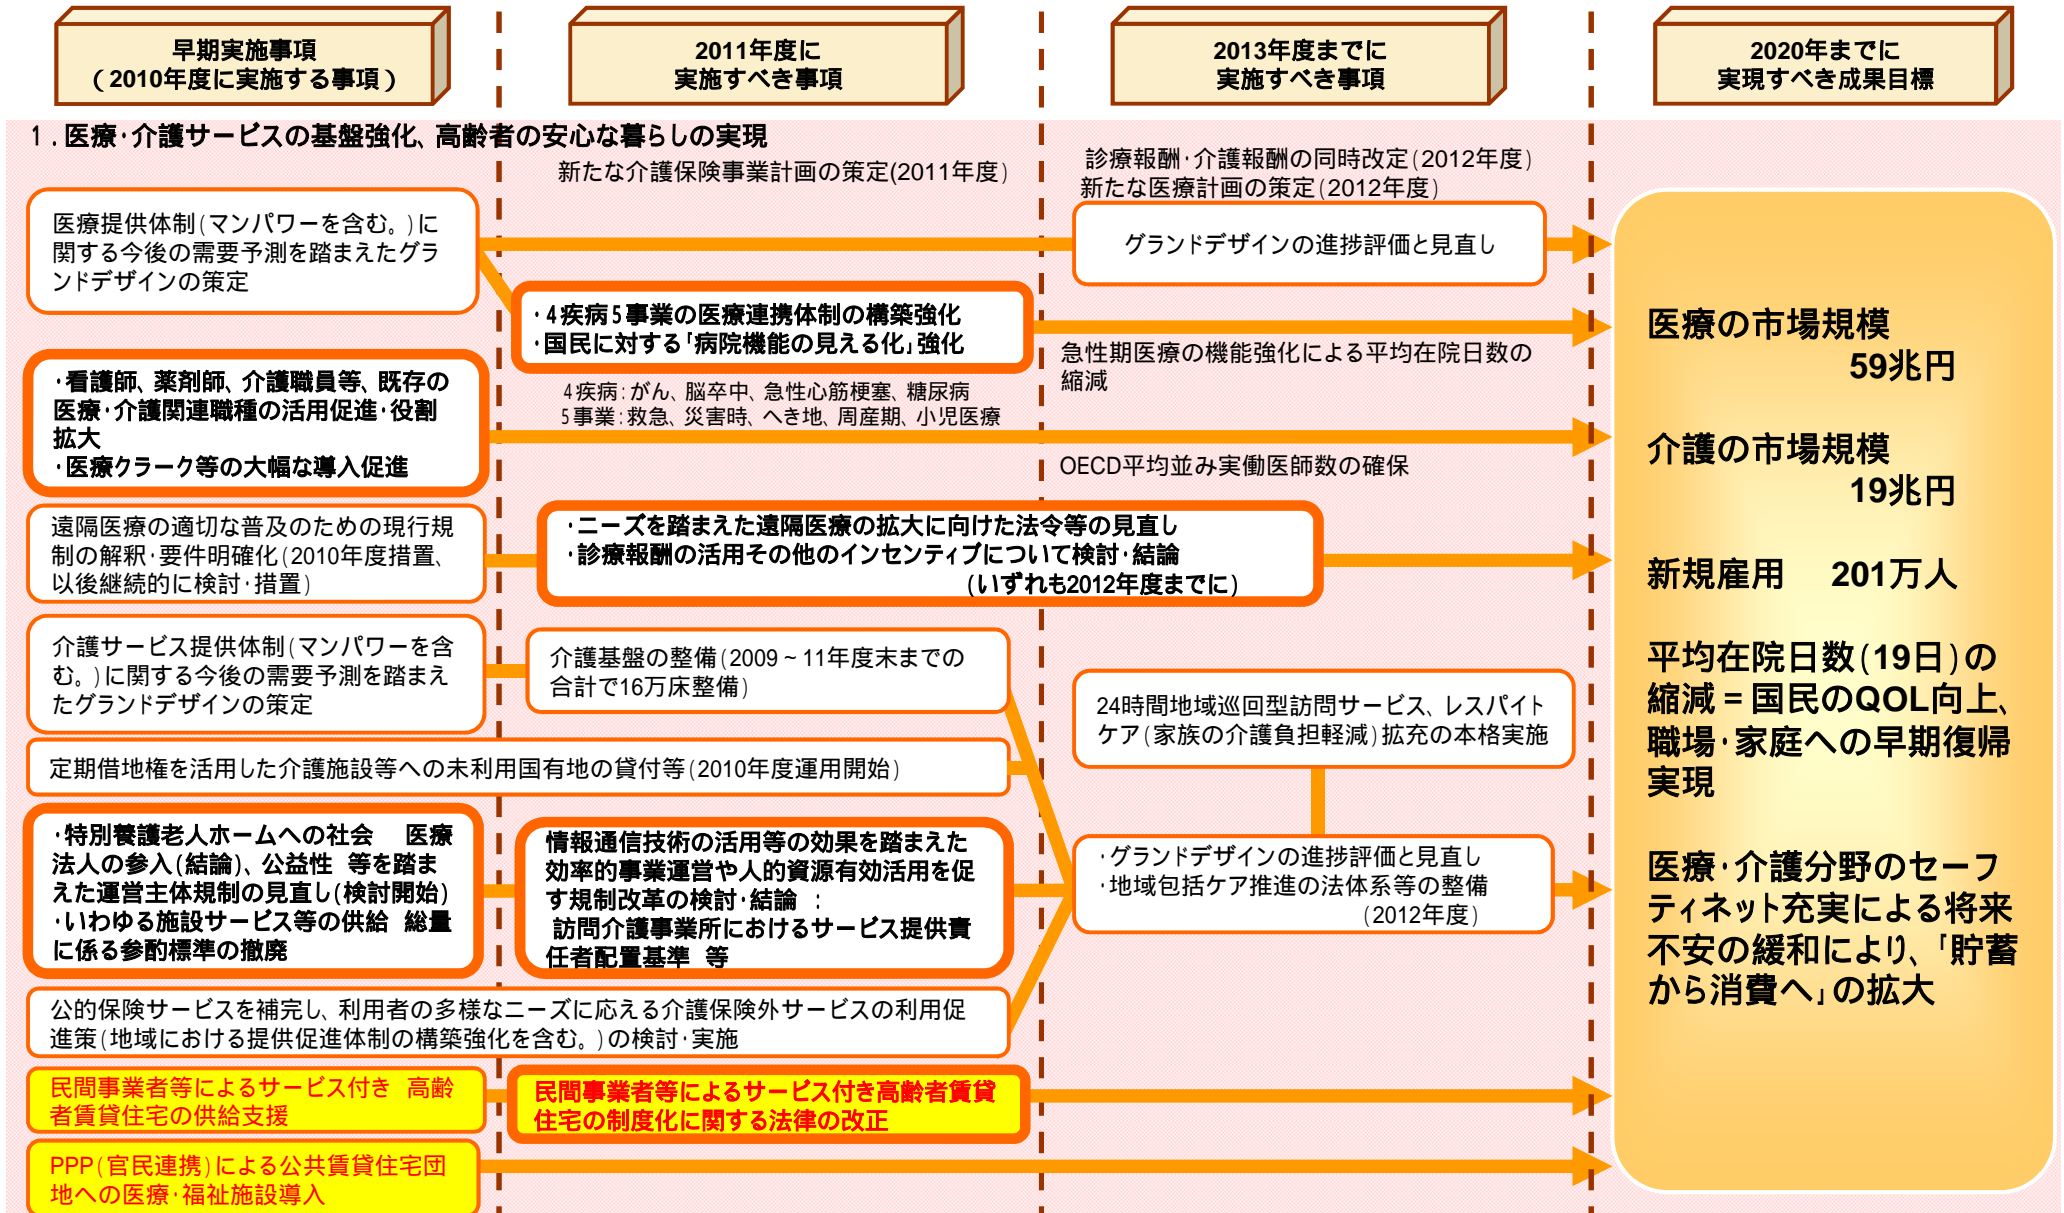 早期実施事項
（2010年度に実施する事項）
2011年度に
実施すべき事項
2013年度までに
実施すべき事項
2020年までに
実現すべき成果目標
1．医療・介護サービスの基盤強化、高齢者の安心な暮らしの実現
新たな介護保険事業計画の策定(2011年度)
診療報酬・介護報酬の同時改定(2012年度)
新たな医療計画の策定(2012年度)
医療提供体制(マンパワーを含む。)に
関する今後の需要予測を踏まえたグラ
ンドデザインの策定
グランドデザインの進捗評価と見直し
・4疾病5事業の医療連携体制の構築強化
・国民に対する「病院機能の見える化」強化
急性期医療の機能強化による平均在院日数の
縮減
4疾病：がん、脳卒中、急性心筋梗塞、糖尿病
5事業：救急、災害時、へき地、周産期、小児医療
・看護師、薬剤師、介護職員等、既存の
医療・介護関連職種の活用促進・役割
拡大
・医療クラーク等の大幅な導入促進
OECD平均並み実働医師数の確保
遠隔医療の適切な普及のための現行規
制の解釈・要件明確化(2010年度措置、
以後継続的に検討・措置)
・ニーズを踏まえた遠隔医療の拡大に向けた法令等の見直し
・診療報酬の活用その他のインセンティブについて検討・結論
(いずれも2012年度までに)
介護サービス提供体制(マンパワーを含
む。)に関する今後の需要予測を踏まえ
たグランドデザインの策定
介護基盤の整備(2009～11年度末までの
合計で16万床整備)
24時間地域巡回型訪問サービス、レスパイト
ケア(家族の介護負担軽減)拡充の本格実施
定期借地権を活用した介護施設等への未利用国有地の貸付等(2010年度運用開始)
・特別養護老人ホームへの社会　医療
法人の参入(結論)、公益性　等を踏ま
えた運営主体規制の見直し(検討開始)
・いわゆる施設サービス等の供給　総量
に係る参酌標準の撤廃
情報通信技術の活用等の効果を踏まえた
効率的事業運営や人的資源有効活用を促
す規制改革の検討・結論　：
訪問介護事業所におけるサービス提供責
任者配置基準　等
・グランドデザインの進捗評価と見直し
・地域包括ケア推進の法体系等の整備
(2012年度)
公的保険サービスを補完し、利用者の多様なニーズに応える介護保険外サービスの利用促
進策(地域における提供促進体制の構築強化を含む。)の検討・実施
民間事業者等によるサービス付き　高齢
者賃貸住宅の供給支援
民間事業者等によるサービス付き高齢者賃貸
住宅の制度化に関する法律の改正
PPP(官民連携)による公共賃貸住宅団
地への医療・福祉施設導入
医療の市場規模
59兆円
介護の市場規模
19兆円
新規雇用　201万人
平均在院日数(19日)の
縮減＝国民のQOL向上、
職場・家庭への早期復帰
実現
医療・介護分野のセーフ
ティネット充実による将来
不安の緩和により、「貯蓄
から消費へ」の拡大